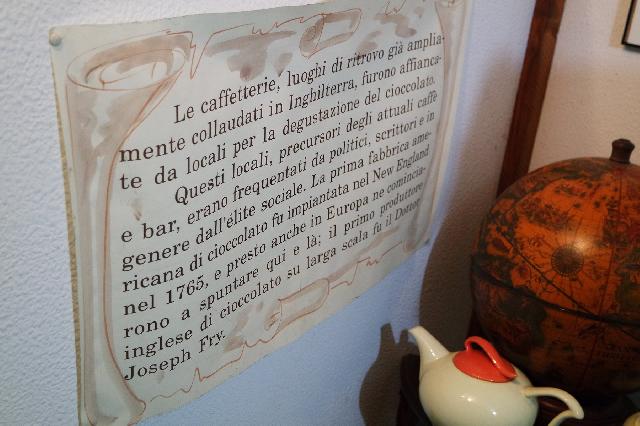 Le caffetterie, luoghi di ritrovo già amplia-
mente collaudati in Inghilterra, furono affianca-
te da locali per la degustazione del cioccolato.
Questi locali, precursori degli attuali caffè
e bar, erano frequentati da politici, scrittori e in
genere dall'élite sociale. La prima fabbrica ame-
ricana di cioccolato fu impiantata nel New England
nel 1765, e presto anche in Europa ne comincia-
rono a spuntare qui e là; il primo produttore
inglese di cioccolato su larga scala fu il Dottor
Joseph Fry.